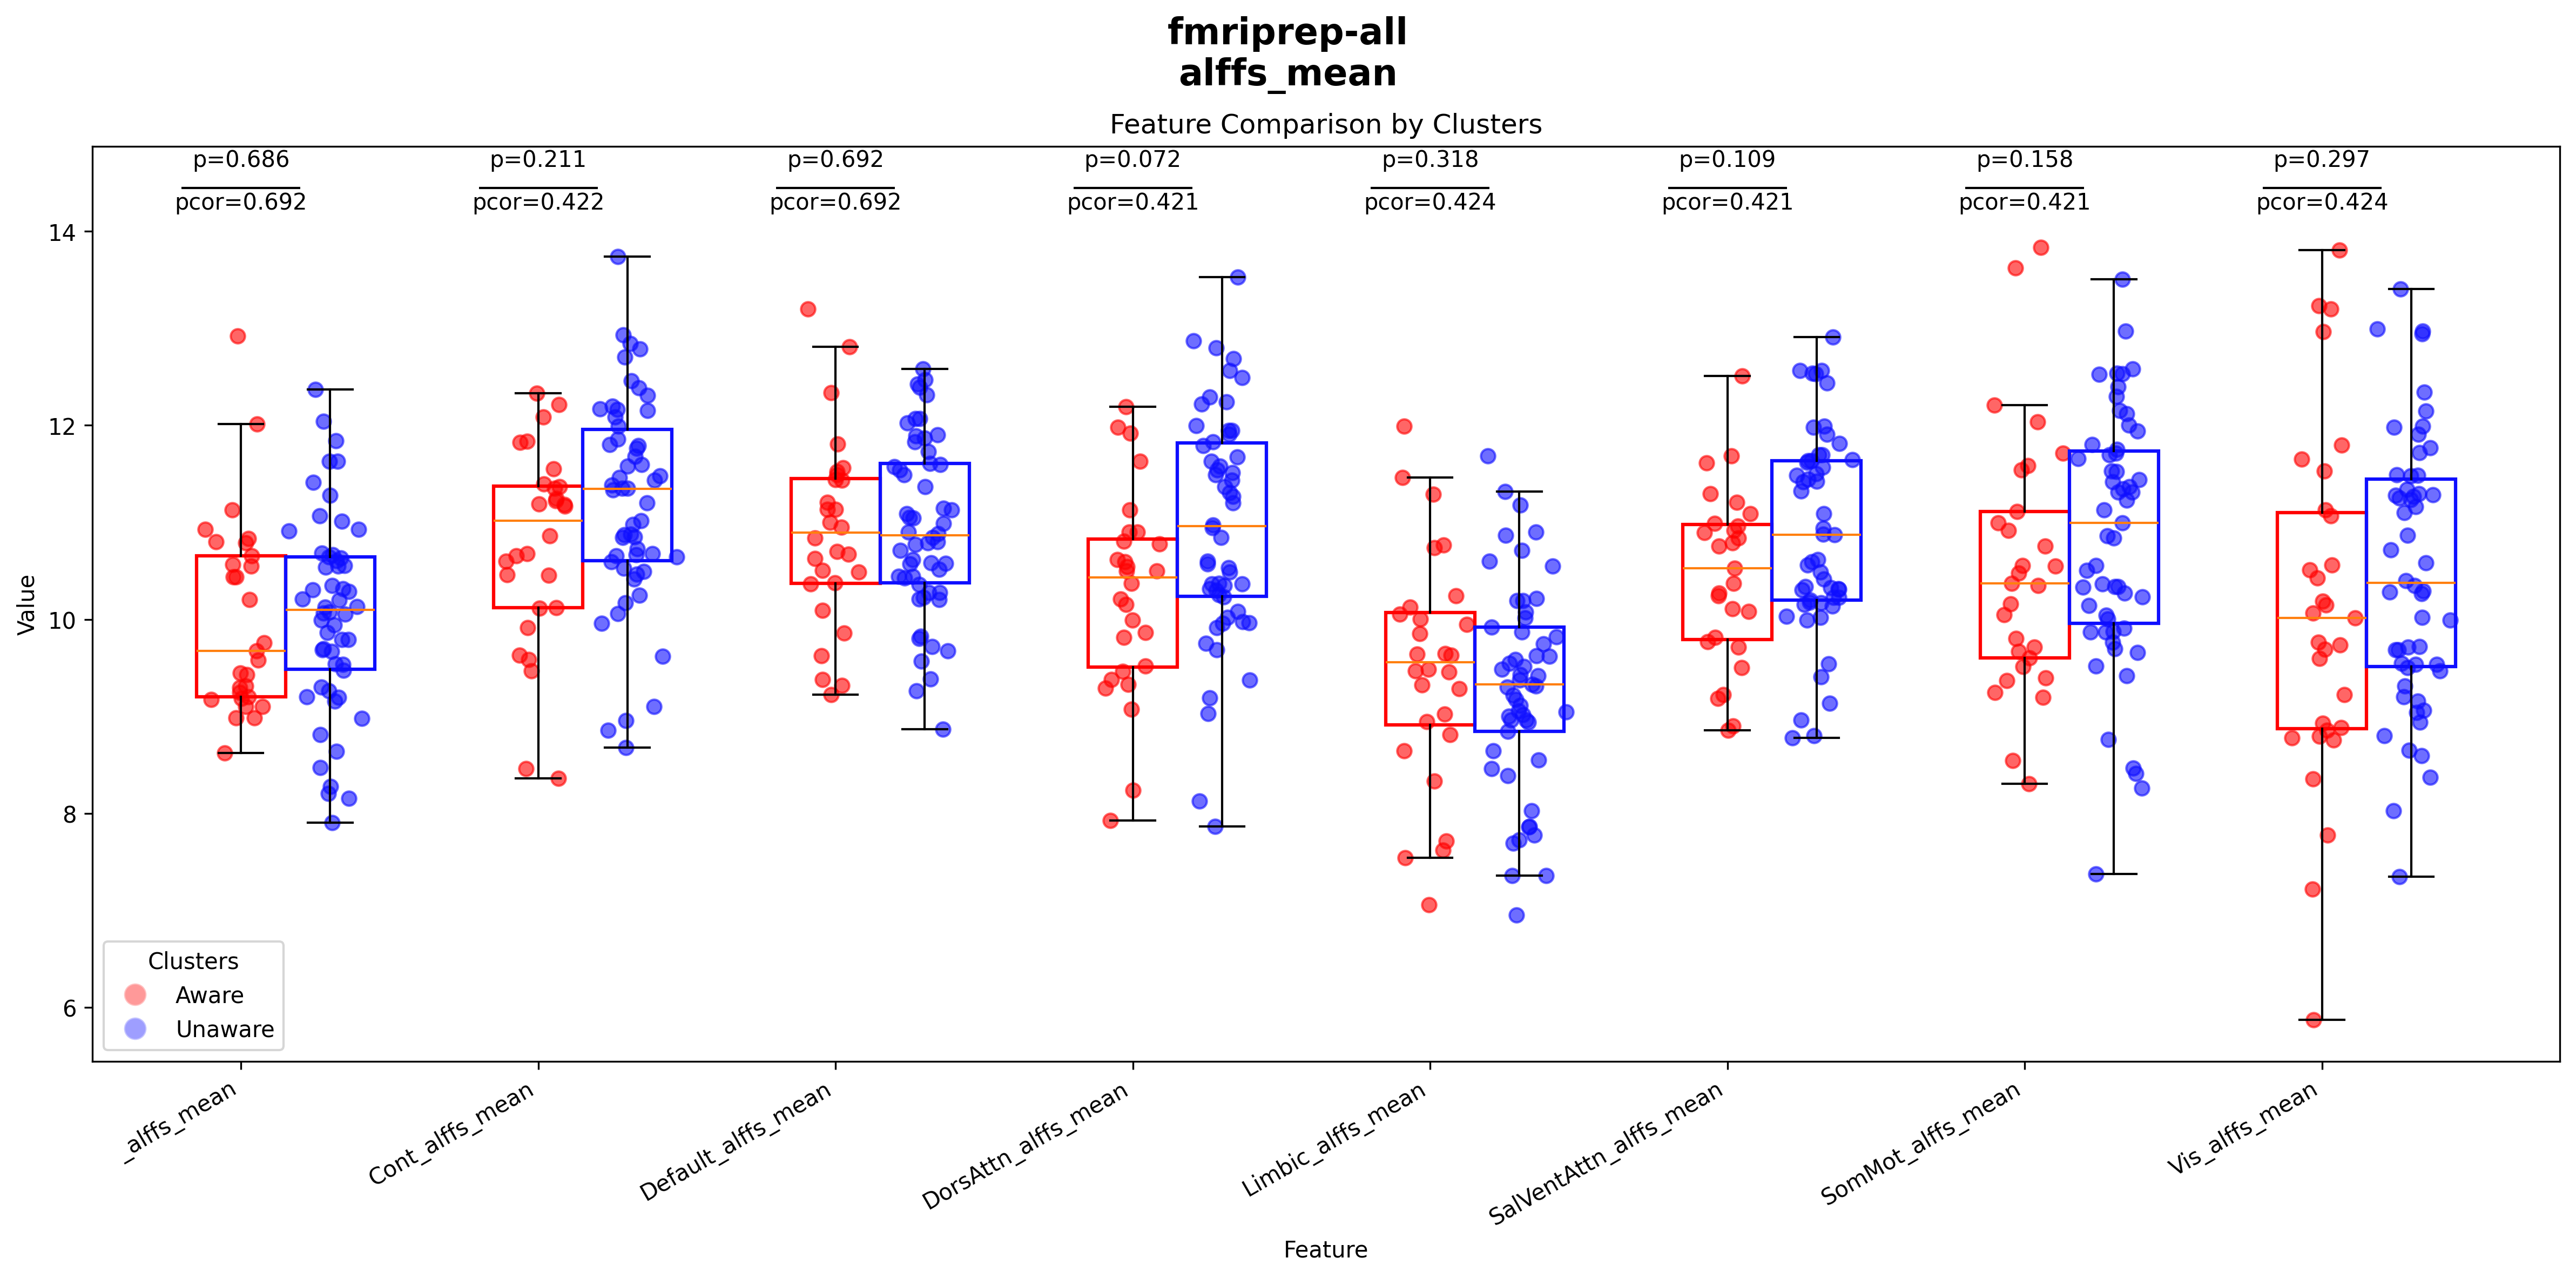 fmriprep-all
alffs_mean
Feature Comparison by Clusters
p=0.686 p=0.211 p=0.692 p=0.072 p=0.318 p=0.109 p=0.158 p=0.297
pcor=0.692 pcor=0.422 pcor=0.692 pcor=0.421 pcor=0.424 pcor=0.421 pcor=0.421 pcor=0.424
14
12
10
8
6
Value
Clusters
Aware
Unaware
_alffs_mean
Cont_alffs_mean
Default_alffs_mean
DorsAttn_alffs_mean
Limbic_alffs_mean
SalVentAttn_alffs_mean
SomMot_alffs_mean
Vis_alffs_mean
Feature